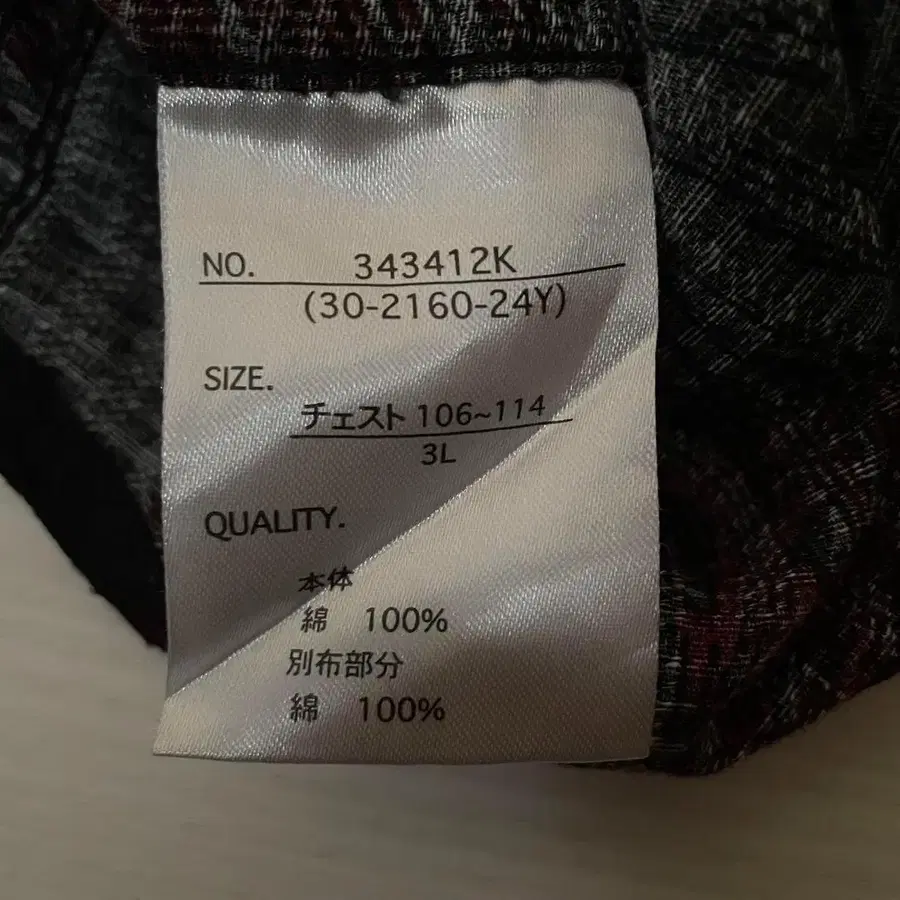 NO. 343412K
(30-2160-24Y)
SIZE.
チェスト 106~114
3L
QUALITY.
本体
綿 100%
別布部分
綿 100%